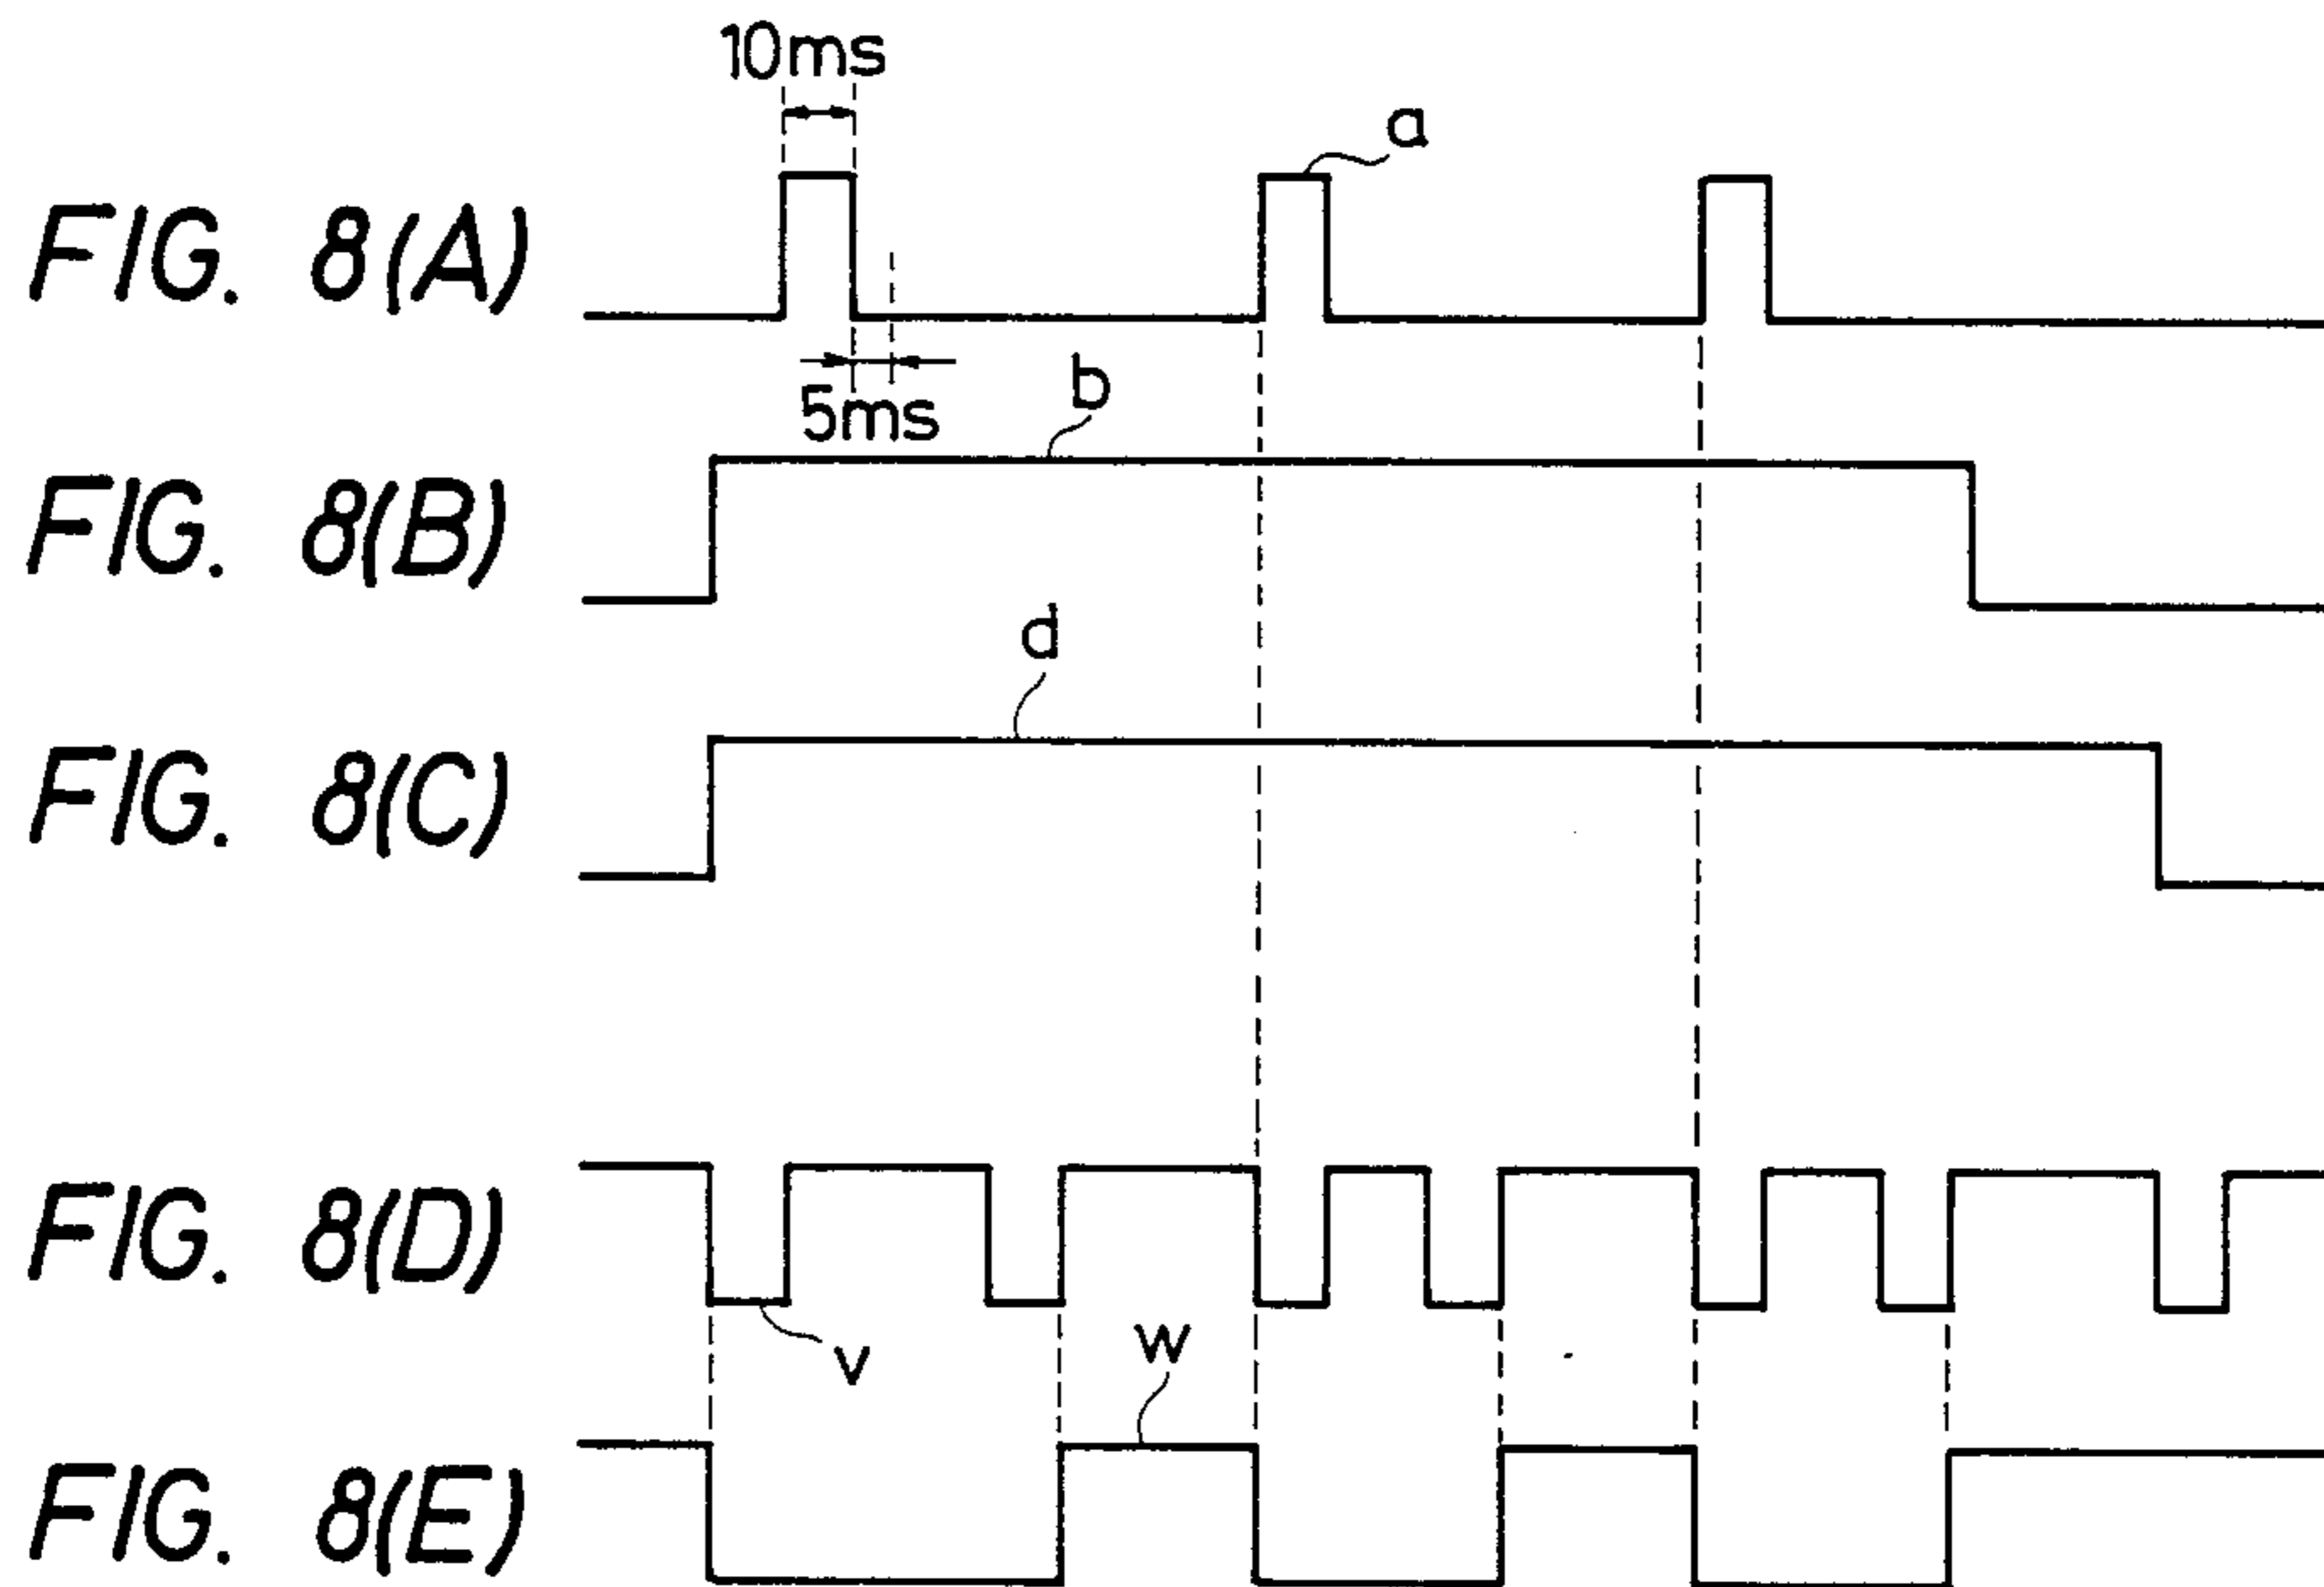 10ms
a
FIG. 8(A)
5ms
b
FIG. 8(B)
d
FIG. 8(C)
FIG. 8(D)
v
w
FIG. 8(E)